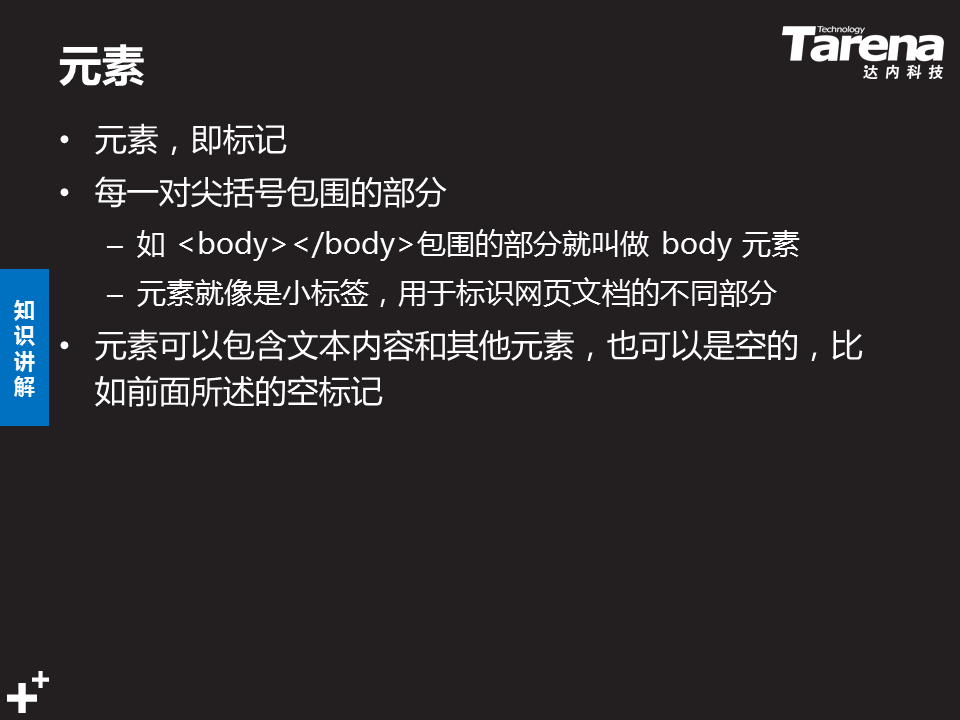 元素
Technology
Tarena
达内科技
• 元素，即标记
• 每一对尖括号包围的部分
– 如 <body></body>包围的部分就叫做 body 元素
– 元素就像是小标签，用于标识网页文档的不同部分
知识讲解
• 元素可以包含文本内容和其他元素，也可以是空的，比
如前面所述的空标记